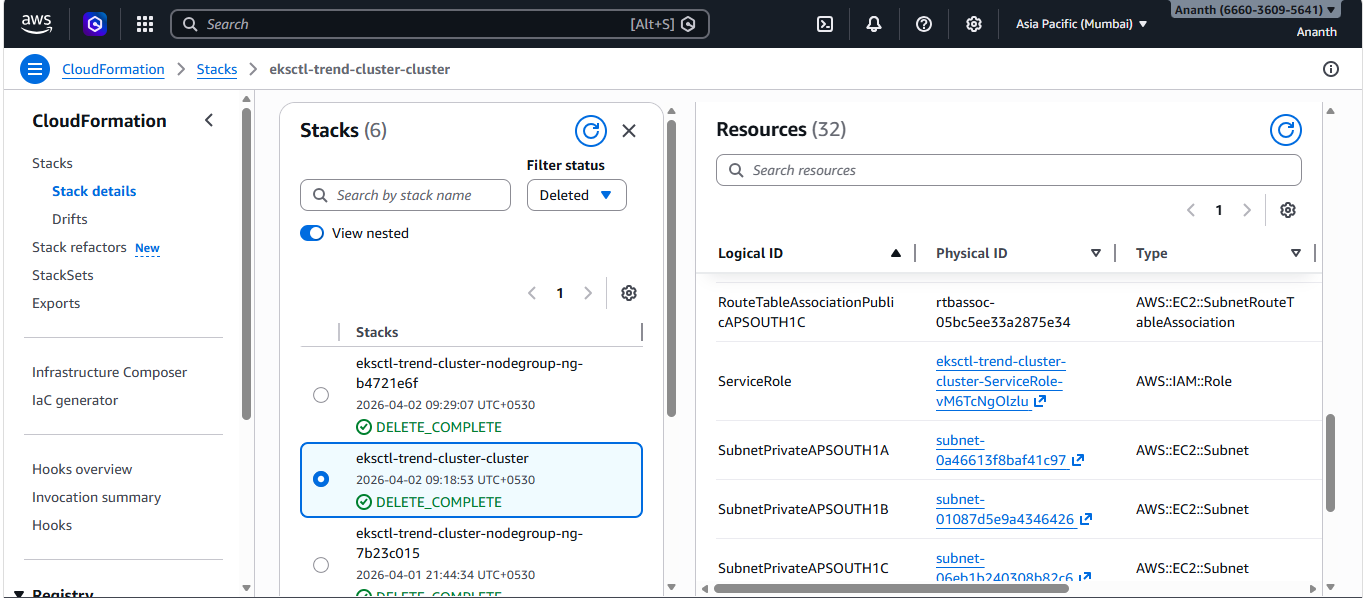 aws
Search
[Alt+S]
Asia Pacific (Mumbai)
Ananth (6660-3609-5641)
Ananth
CloudFormation
Stacks
eksctl-trend-cluster-cluster
CloudFormation
Stacks
Stack details
Drifts
Stack refactors New
StackSets
Exports
Infrastructure Composer
IaC generator
Hooks overview
Invocation summary
Hooks
Registry
Stacks (6)
Filter status
Search by stack name
Deleted
View nested
1
Stacks
eksctl-trend-cluster-nodegroup-ng-
b4721e6f
2026-04-02 09:29:07 UTC+0530
DELETE_COMPLETE
eksctl-trend-cluster-cluster
2026-04-02 09:18:53 UTC+0530
DELETE_COMPLETE
eksctl-trend-cluster-nodegroup-ng-
7b23c015
2026-04-01 21:44:34 UTC+0530
DELETE_COMPLETE
Resources (32)
Search resources
1
Logical ID
Physical ID
Type
RouteTableAssociationPubli
cAPSOUTH1C
rtbassoc-
05bc5ee33a2875e34
AWS::EC2::SubnetRouteT
ableAssociation
ServiceRole
eksctl-trend-cluster-
cluster-ServiceRole-
vM6TcNgOlzlu
AWS::IAM::Role
SubnetPrivateAPSOUTH1A
subnet-
0a46613f8baf41c97
AWS::EC2::Subnet
SubnetPrivateAPSOUTH1B
subnet-
01087d5e9a4346426
AWS::EC2::Subnet
SubnetPrivateAPSOUTH1C
subnet-
06eb1b240308b82c6
AWS::EC2::Subnet